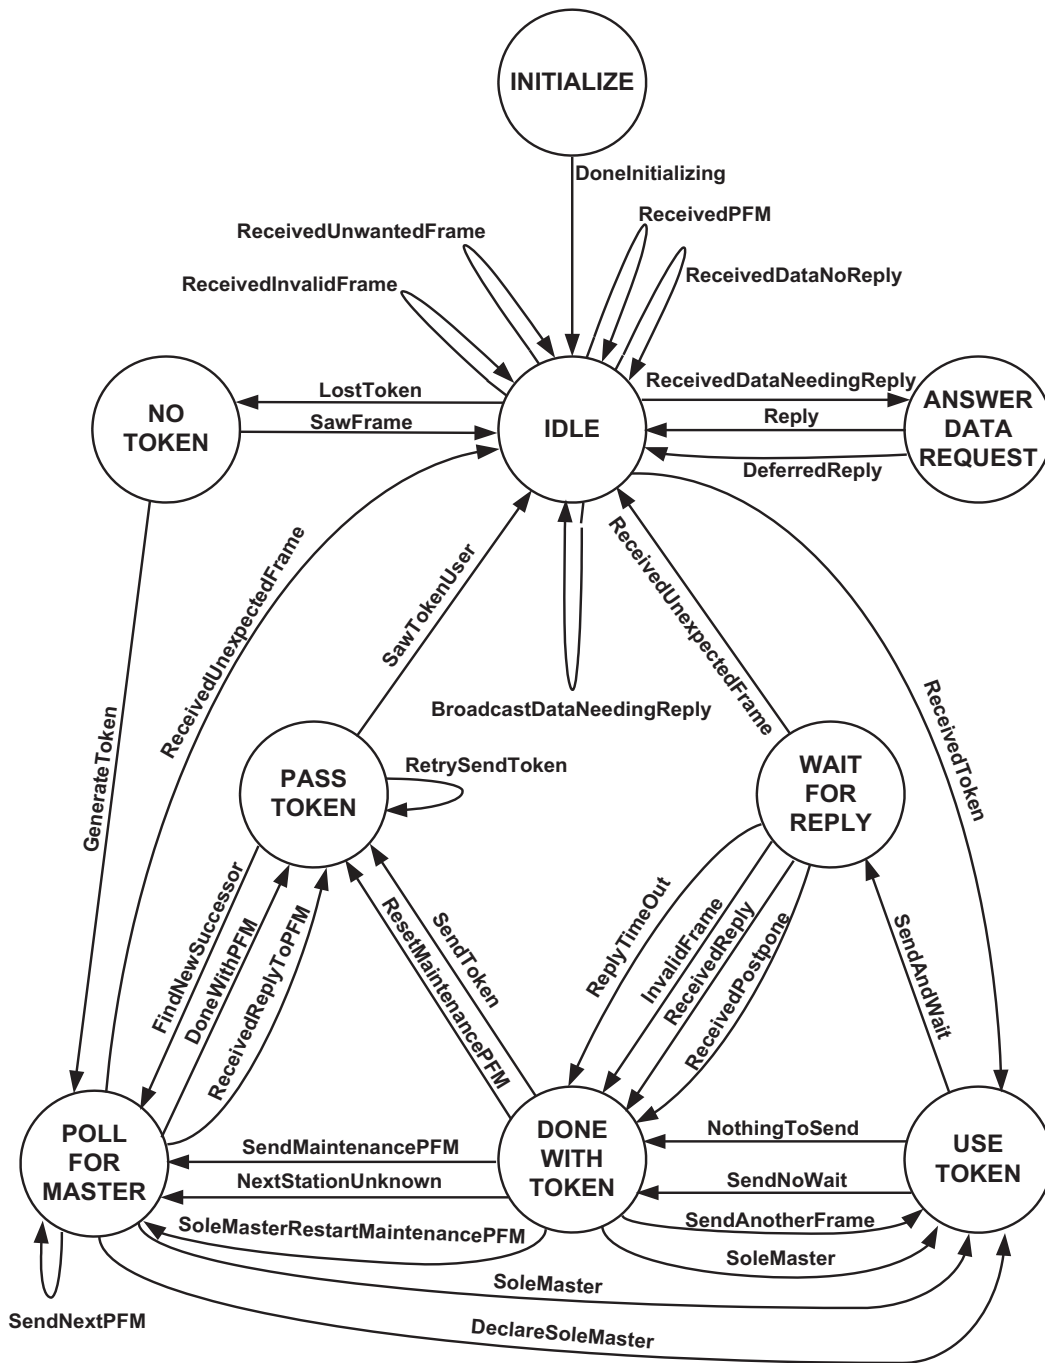 INITIALIZE
DoneInitializing
ReceivedPFM
ReceivedUnwantedFrame
ReceivedDataNoReply
ReceivedInvalidFrame
LostToken
ReceivedDataNeedingReply
NO
TOKEN
SawFrame
IDLE
Reply
ANSWER
DATA
REQUEST
DeferredReply
ReceivedUnexpectedFrame
SawTokenUser
ReceivedUnexpectedFrame
BroadcastDataNeedingReply
ReceivedToken
GenerateToken
PASS
TOKEN
RetrySendToken
WAIT
FOR
REPLY
FindNewSuccessor
DoneWithPFM
ReceivedReplyToPFM
ResetMaintenancePFM
SendToken
ReplyTimeOut
InvalidFrame
ReceivedReply
ReceivedPostpone
SendAndWait
POLL
FOR
MASTER
SendMaintenancePFM
NextStationUnknown
SoleMasterRestartMaintenancePFM
DONE
WITH
TOKEN
NothingToSend
SendNoWait
SendAnotherFrame
SoleMaster
USE
TOKEN
SoleMaster
SendNextPFM
DeclareSoleMaster